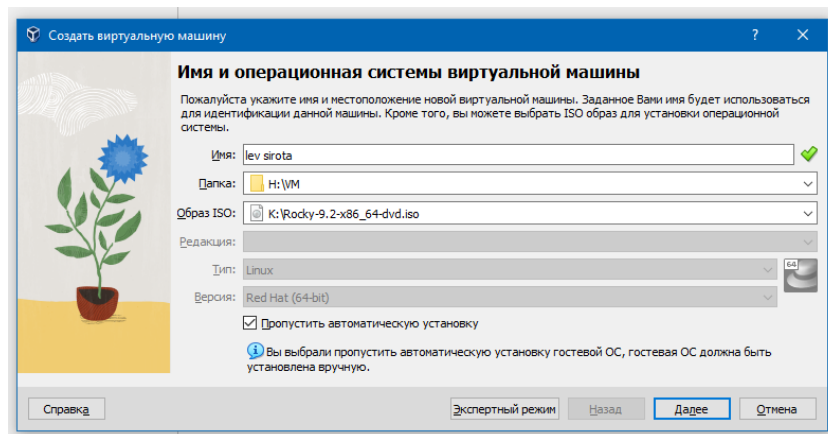 Создать виртуальную машину
Имя и операционная системы виртуальной машины
Пожалуйста укажите имя и местоположение новой виртуальной машины. Заданное Вами имя будет использоваться
для идентификации данной машины. Кроме того, вы можете выбрать ISO образ для установки операционной
системы.
Имя: lev sirota
Папка: H:\VM
Образ ISO: K:\Rocky-9.2-x86_64-dvd.iso
Редакция:
Тип: Linux
64
Версия: Red Hat (64-bit)
Пропустить автоматическую установку
Вы выбрали пропустить автоматическую установку гостевой ОС, гостевая ОС должна быть
установлена вручную.
Справка Экспертный режим Назад Далее Отмена